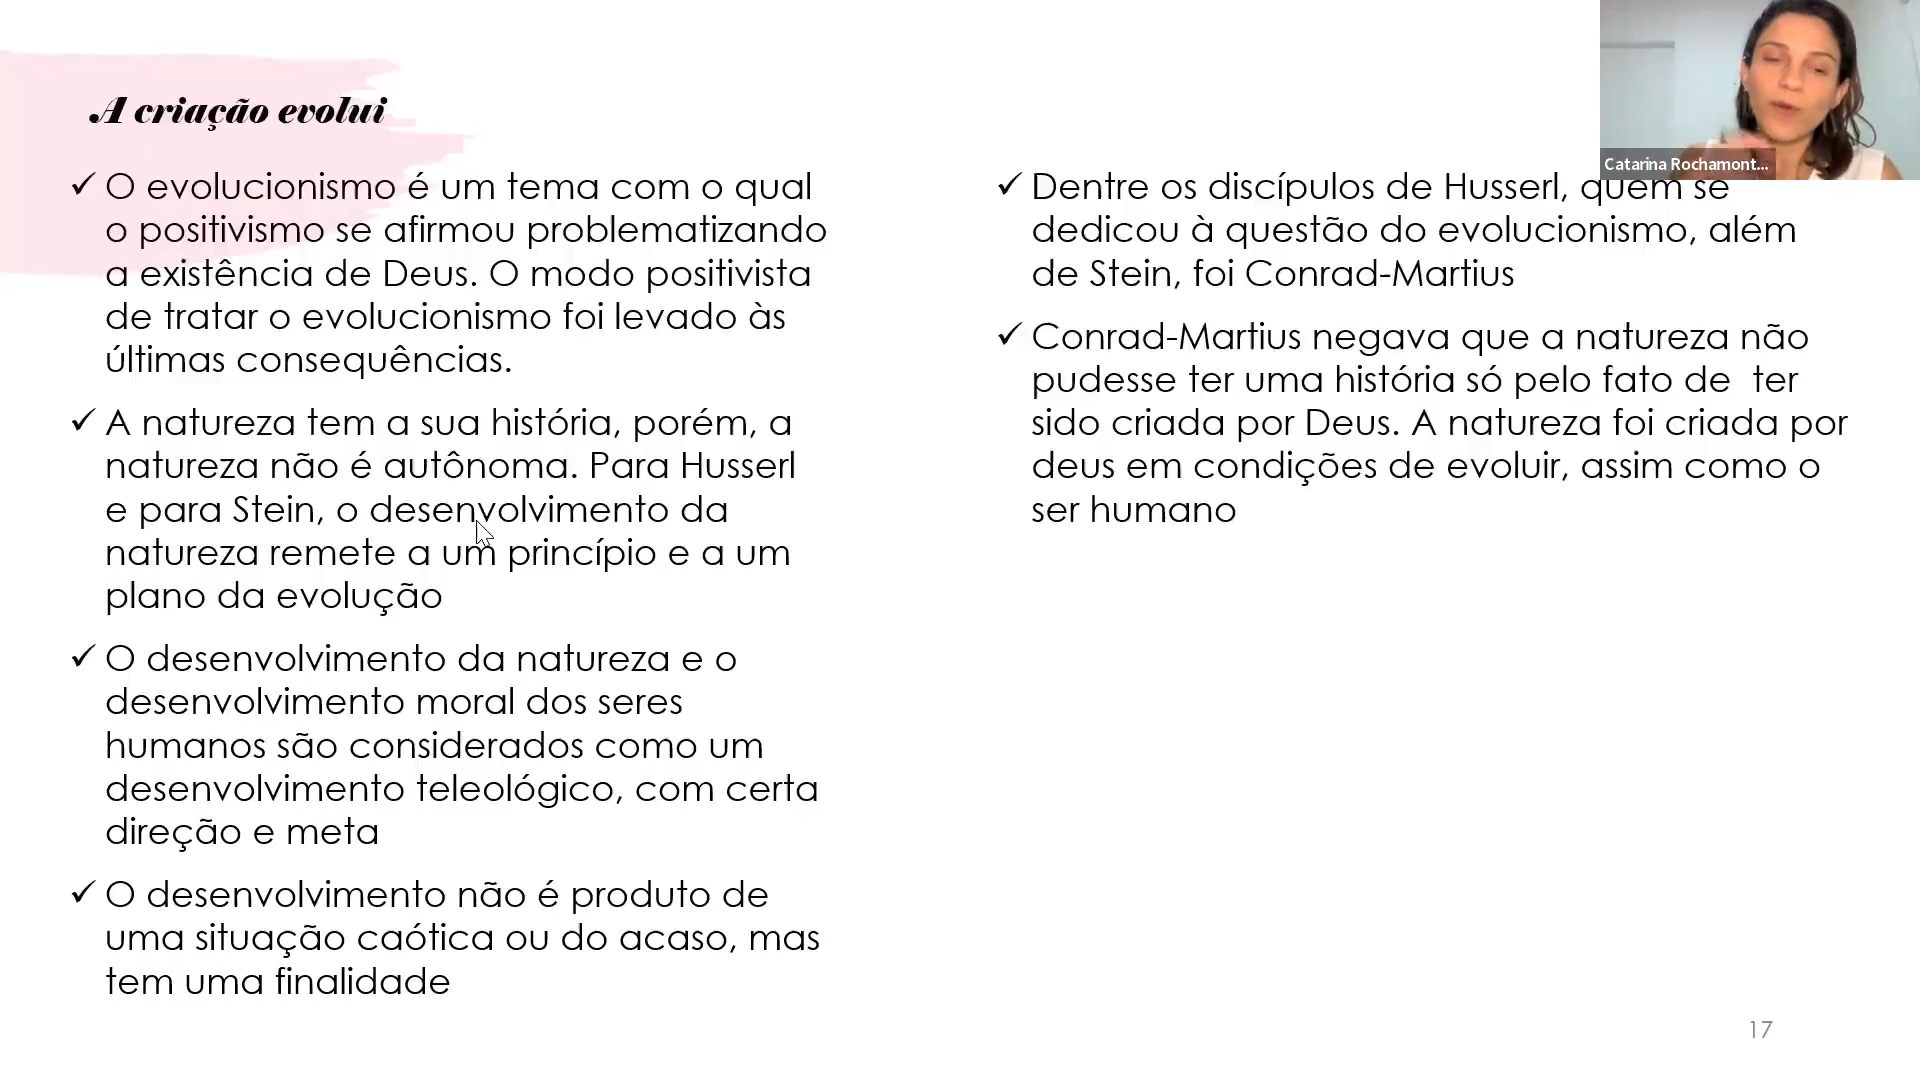 A criação evolui
✓ O evolucionismo é um tema com o qual
o positivismo se afirmou problematizando
a existência de Deus. O modo positivista
de tratar o evolucionismo foi levado às
últimas consequências.
✓ A natureza tem a sua história, porém, a
natureza não é autônoma. Para Husserl
e para Stein, o desenvolvimento da
natureza remete a um princípio e a um
plano da evolução
✓ O desenvolvimento da natureza e o
desenvolvimento moral dos seres
humanos são considerados como um
desenvolvimento teleológico, com certa
direção e meta
✓ O desenvolvimento não é produto de
uma situação caótica ou do acaso, mas
tem uma finalidade
✓ Dentre os discípulos de Husserl, quem se
dedicou à questão do evolucionismo, além
de Stein, foi Conrad-Martius
✓ Conrad-Martius negava que a natureza não
pudesse ter uma história só pelo fato de  ter
sido criada por Deus. A natureza foi criada por
deus em condições de evoluir, assim como o
ser humano
Catarina Rochamont...
17